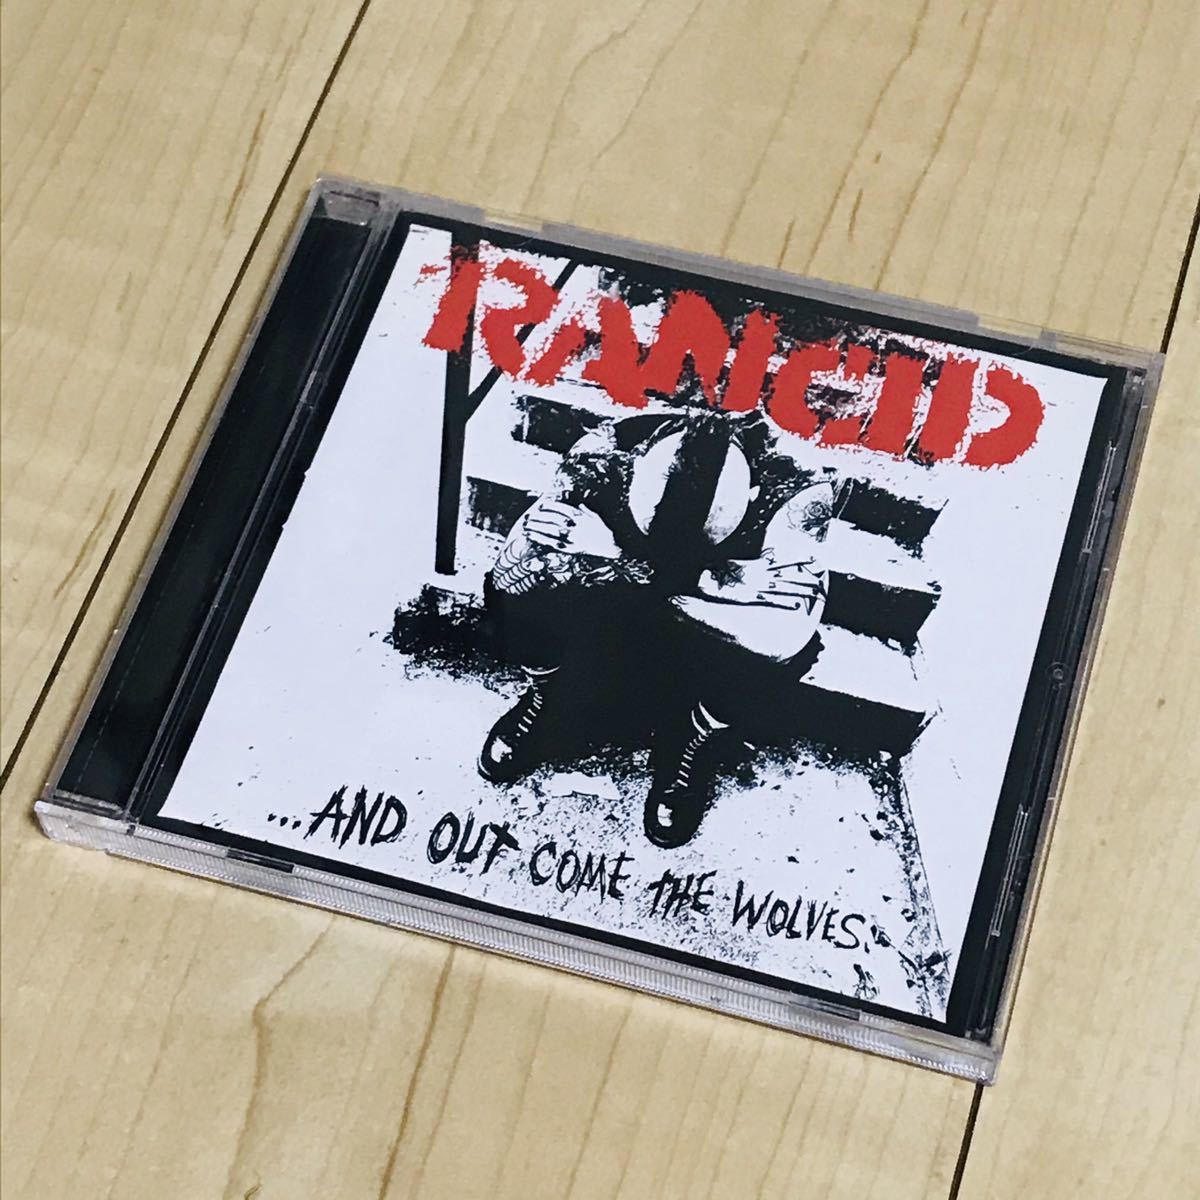 RANCID
...AND OUT COME THE WOLVES.